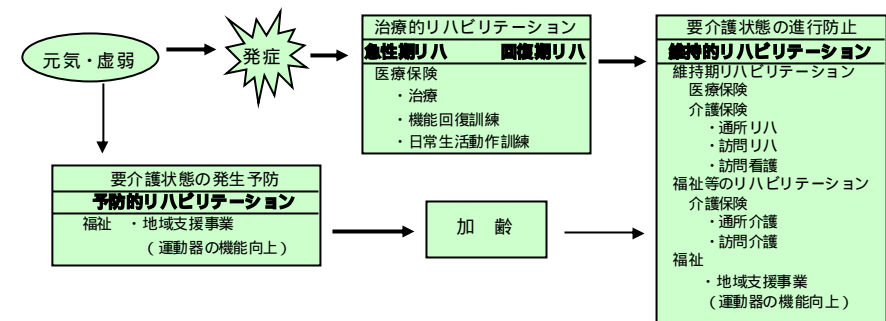 元気・虚弱
発症
治療的リハビリテーション
急性期リハ 回復期リハ
医療保険
・治療
・機能回復訓練
・日常生活動作訓練
要介護状態の進行防止
維持的リハビリテーション
維持期リハビリテーション
医療保険
介護保険
・通所リハ
・訪問リハ
・訪問看護
福祉等のリハビリテーション
介護保険
・通所介護
・訪問介護
福祉
・地域支援事業
(運動器の機能向上)
要介護状態の発生予防
予防的リハビリテーション
福祉 ・地域支援事業
(運動器の機能向上)
加 齢